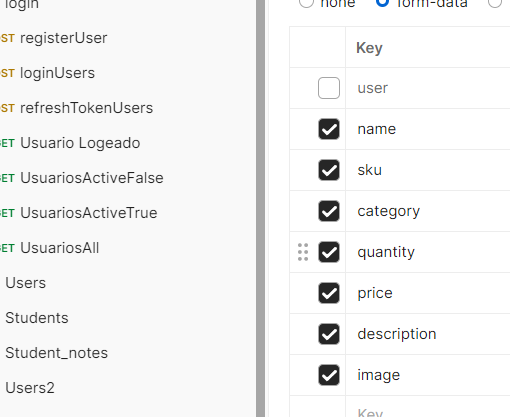 login
ST registerUser
ST loginUsers
ST refreshTokenUsers
ET Usuario Logeado
ET UsuariosActiveFalse
ET UsuariosActiveTrue
ET UsuariosAll
Users
Students
Student_notes
Users2
none form-data
Key
user
name
sku
category
quantity
price
description
image
Key